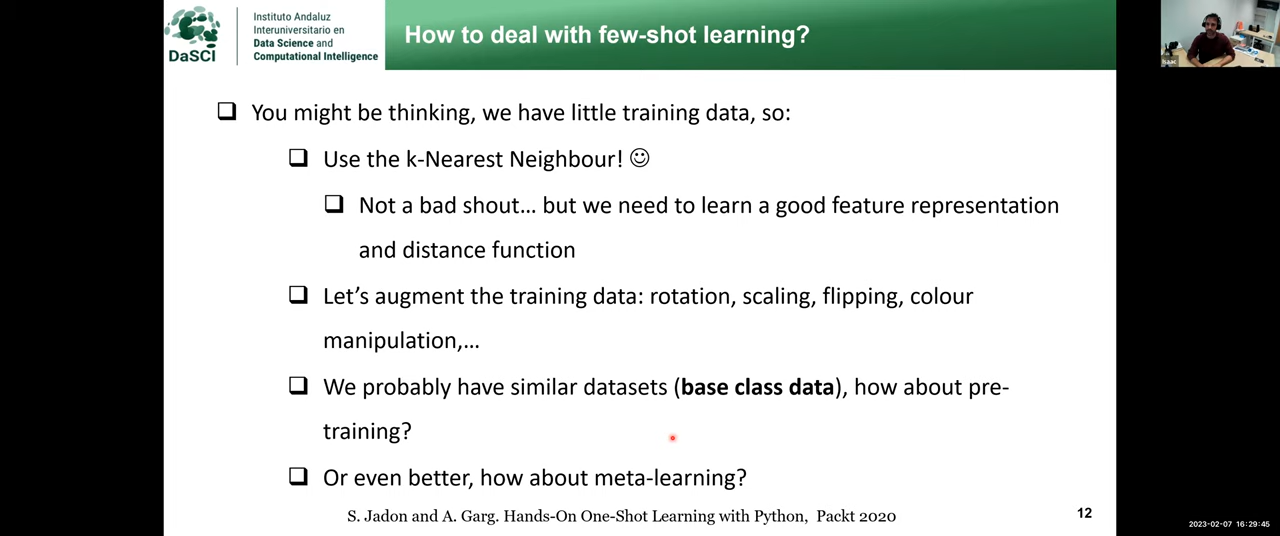 Instituto Andaluz
Interuniversitario en
Data Science and
Computational Intelligence
DaSCI
How to deal with few-shot learning?
Isaac
❑ You might be thinking, we have little training data, so:
❑ Use the k-Nearest Neighbour! ☺
❑ Not a bad shout… but we need to learn a good feature representation
and distance function
❑ Let’s augment the training data: rotation, scaling, flipping, colour
manipulation,…
❑ We probably have similar datasets (base class data), how about pre-
training?
❑ Or even better, how about meta-learning?
S. Jadon and A. Garg. Hands-On One-Shot Learning with Python, Packt 2020
12
2023-02-07 16:29:45